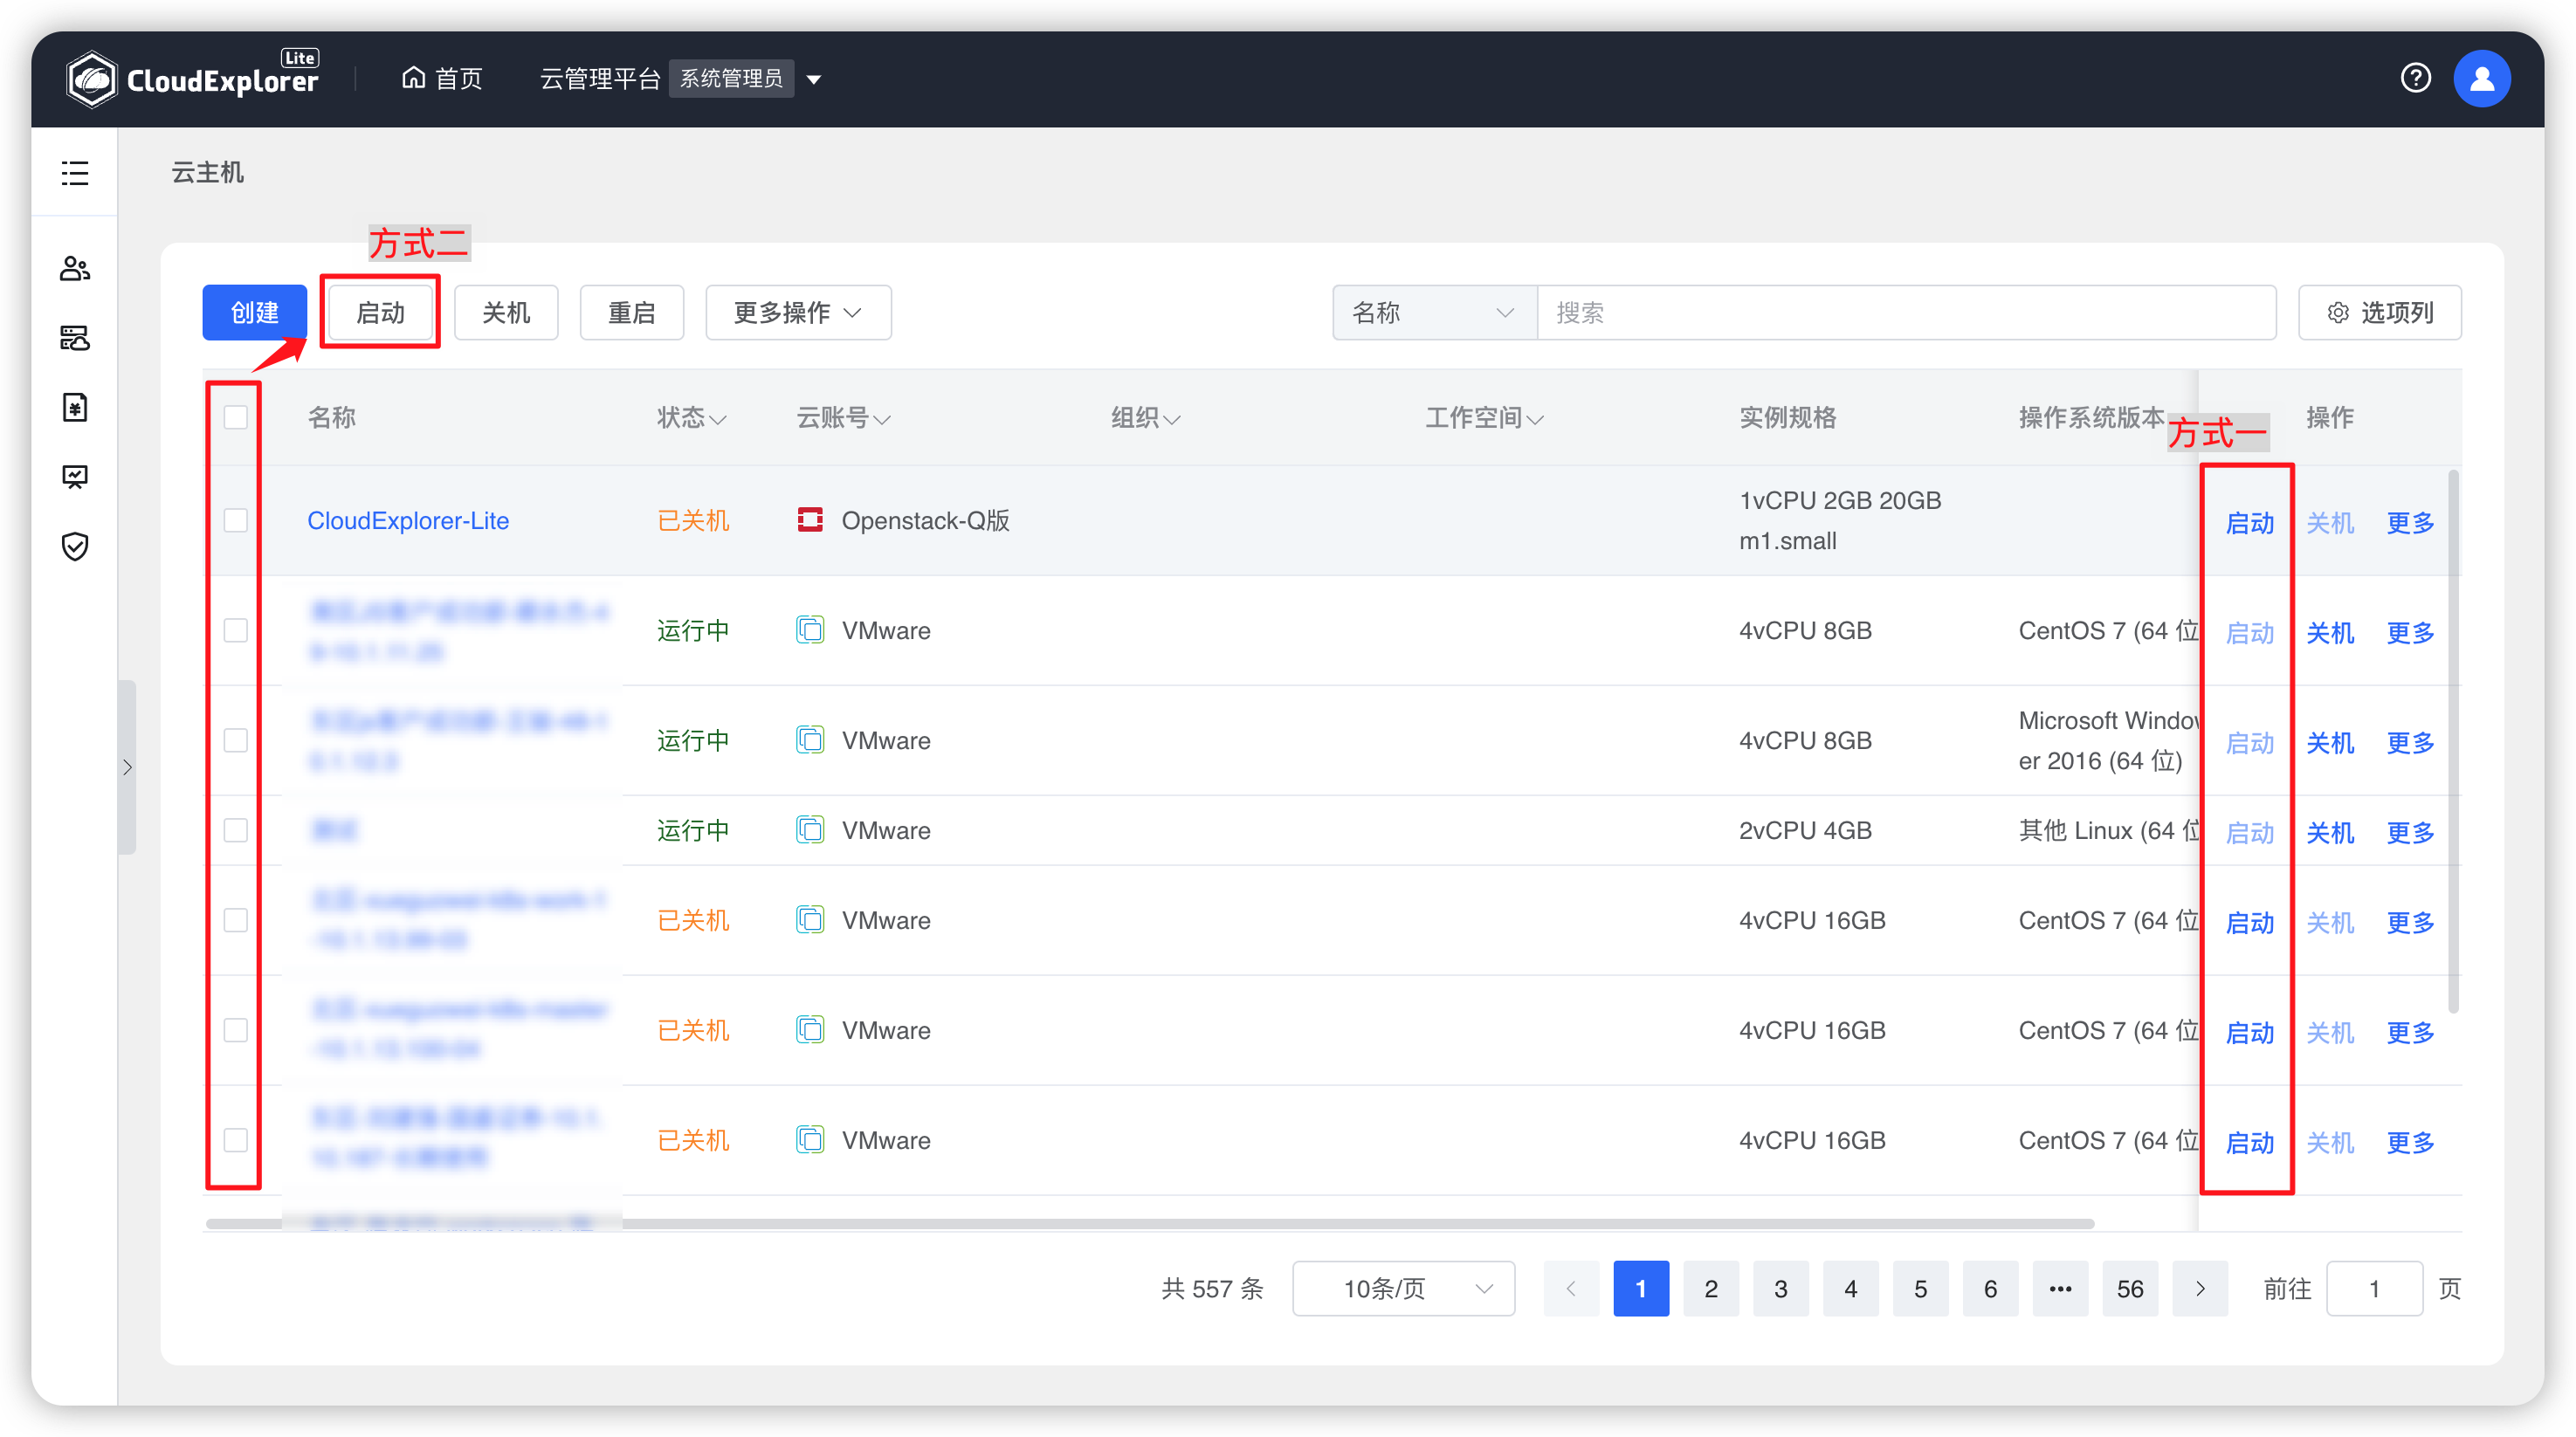 CloudExplorer Lite
首页
云管理平台 系统管理员
云主机
方式二
创建 启动 关机 重启 更多操作 名称 搜索 选项列
名称 状态 云账号 组织 工作空间 实例规格 操作系统版本 操作
方式一
CloudExplorer-Lite 已关机 Openstack-Q版 1vCPU 2GB 20GB
m1.small
启动 关机 更多
运行中 VMware 4vCPU 8GB CentOS 7 (64 位 启动 关机 更多
运行中 VMware 4vCPU 8GB Microsoft Window
er 2016 (64 位)
启动 关机 更多
运行中 VMware 2vCPU 4GB 其他 Linux (64 位 启动 关机 更多
已关机 VMware 4vCPU 16GB CentOS 7 (64 位 启动 关机 更多
已关机 VMware 4vCPU 16GB CentOS 7 (64 位 启动 关机 更多
已关机 VMware 4vCPU 16GB CentOS 7 (64 位 启动 关机 更多
共 557 条 10条/页 1 2 3 4 5 6 ••• 56 前往 1 页